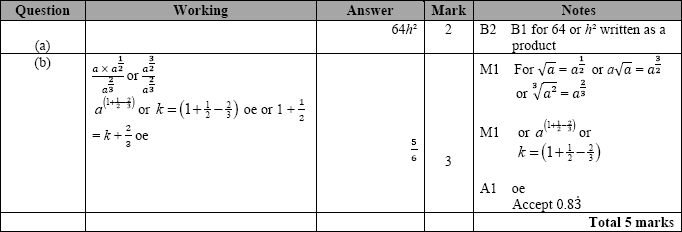 Question Working Answer Mark Notes
(a) 64h² 2 B2 B1 for 64 or h² written as a product
(b) (a × a^(1/2))/(a^(2/3)) or (a^(3/2))/(a^(2/3)) M1 For √a = a^(1/2) or a√a = a^(3/2)
or ∛(a²) = a^(2/3)
a^(1+1/2−2/3) or k = (1 + 1/2 − 2/3) oe or 1 + 1/2
= k + 2/3 oe
M1 or a^(1+1/2−2/3) or
k = (1 + 1/2 − 2/3)
5/6 3
A1 oe
Accept 0.83̇
Total 5 marks